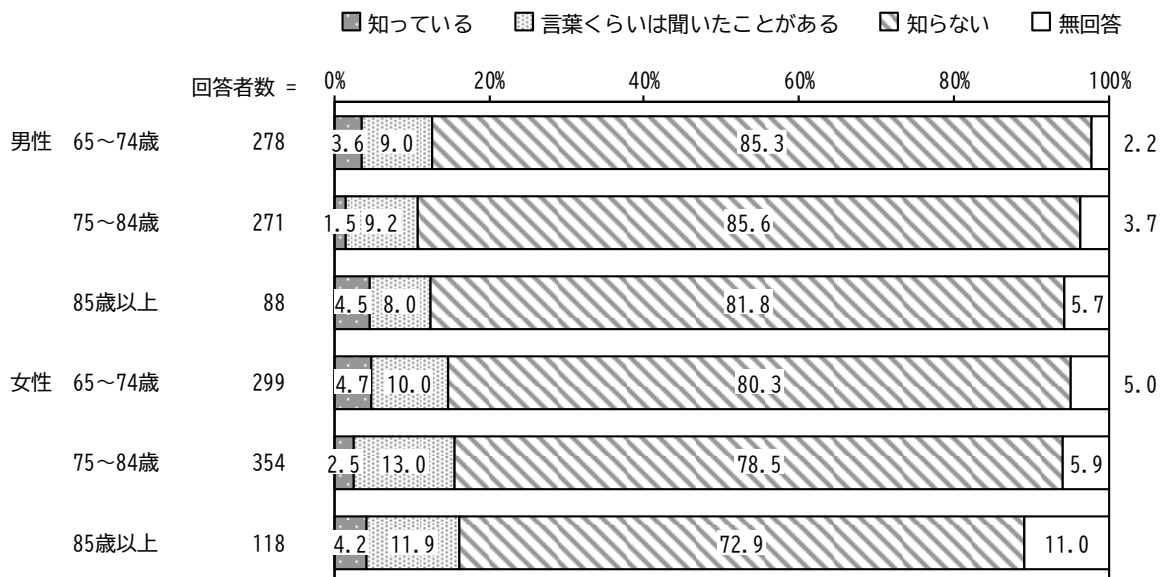 知っている 言葉くらいは聞いたことがある 知らない 無回答
回答者数 = 0% 20% 40% 60% 80% 100%
男性 65～74歳 278 3.6 9.0 85.3 2.2
75～84歳 271 1.5 9.2 85.6 3.7
85歳以上 88 4.5 8.0 81.8 5.7
女性 65～74歳 299 4.7 10.0 80.3 5.0
75～84歳 354 2.5 13.0 78.5 5.9
85歳以上 118 4.2 11.9 72.9 11.0